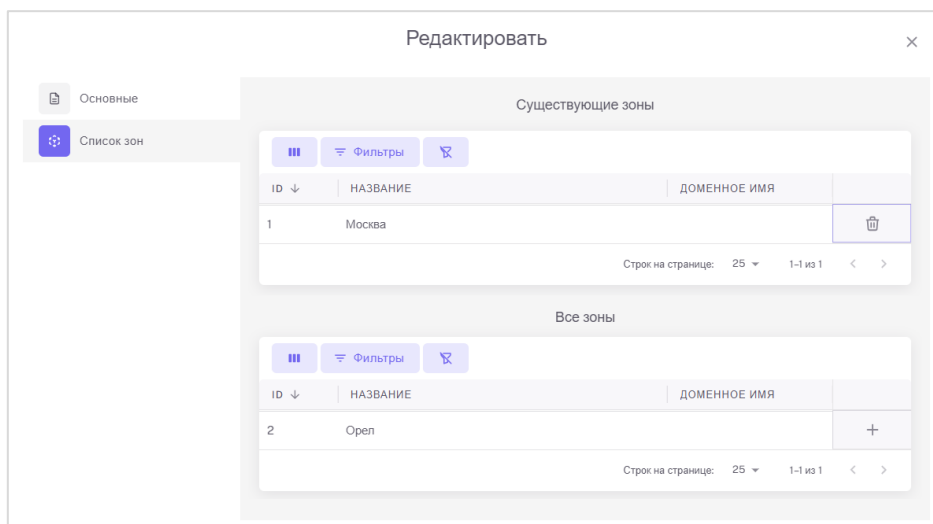 Редактировать
Основные
Список зон
Существующие зоны
Фильтры
ID НАЗВАНИЕ ДОМЕННОЕ ИМЯ
1 Москва
Строк на странице: 25 1–1 из 1
Все зоны
Фильтры
ID НАЗВАНИЕ ДОМЕННОЕ ИМЯ
2 Орел
Строк на странице: 25 1–1 из 1